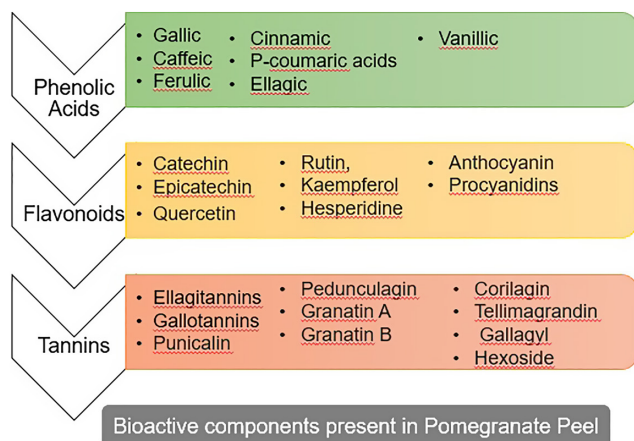 Phenolic
Acids
• Gallic
• Caffeic
• Ferulic
• Cinnamic
• P-coumaric acids
• Ellagic
• Vanillic
Flavonoids
• Catechin
• Epicatechin
• Quercetin
• Rutin,
• Kaempferol
• Hesperidine
• Anthocyanin
• Procyanidins
Tannins
• Ellagitannins
• Gallotannins
• Punicalin
• Pedunculagin
• Granatin A
• Granatin B
• Corilagin
• Tellimagrandin
• Gallagyl
• Hexoside
Bioactive components present in Pomegranate Peel